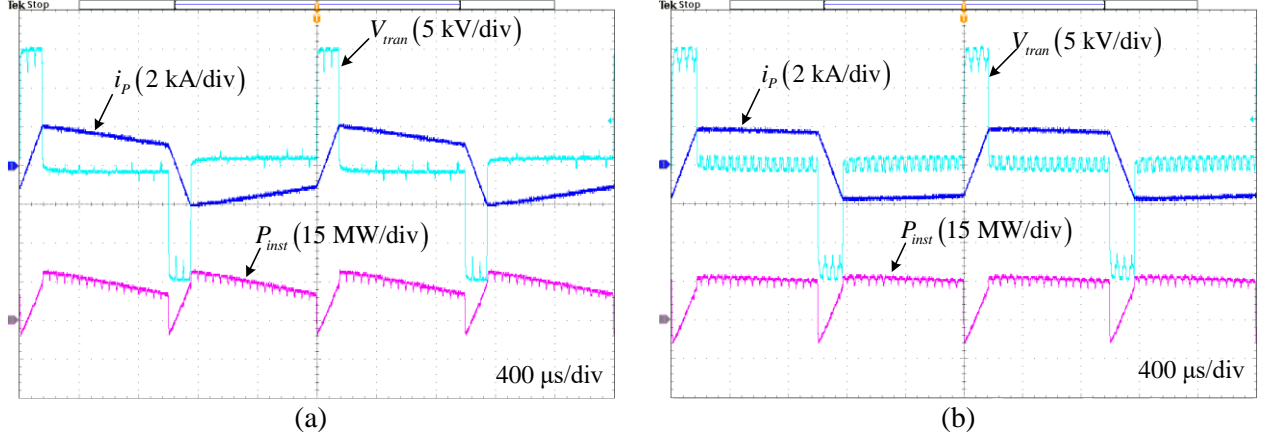 Tek Stop
V_tran (5 kV/div)
i_P (2 kA/div)
P_inst (15 MW/div)
400 μs/div
(a)
Tek Stop
V_tran (5 kV/div)
i_P (2 kA/div)
P_inst (15 MW/div)
400 μs/div
(b)